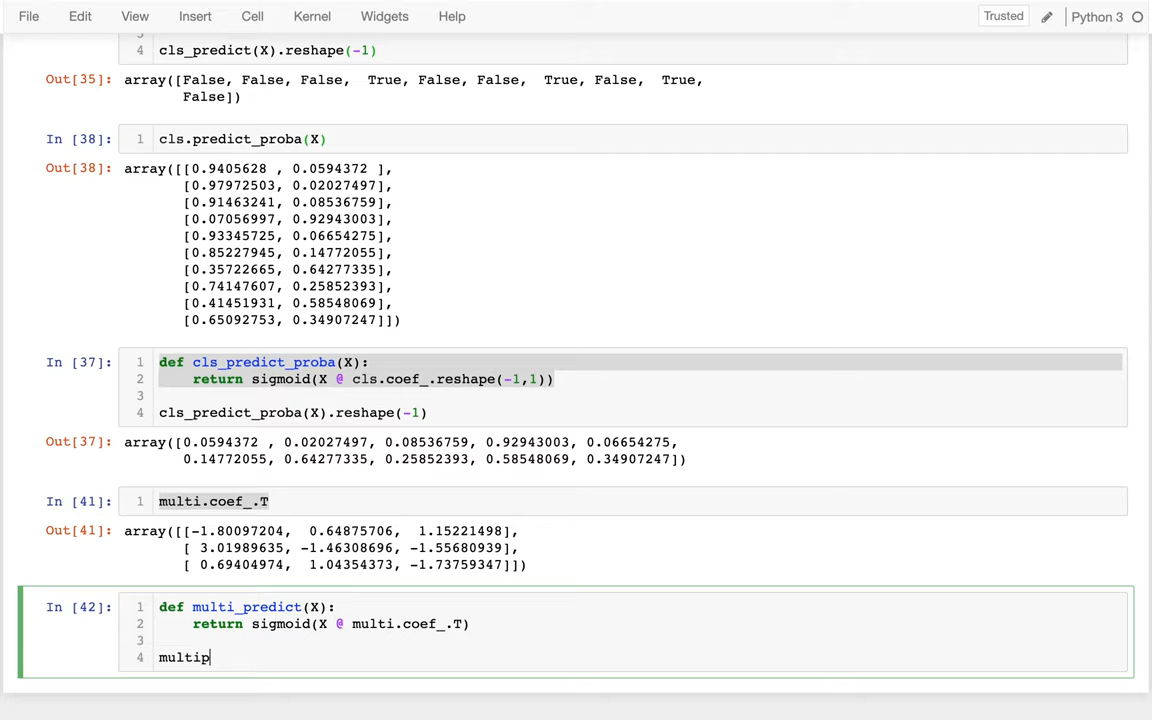 File Edit View Insert Cell Kernel Widgets Help Trusted Python 3
4 cls_predict(X).reshape(-1)
Out[35]: array([False, False, False,  True, False, False,  True, False,  True,
False])
In [38]: 1 cls.predict_proba(X)
Out[38]: array([[0.9405628 , 0.0594372 ],
[0.97972503, 0.02027497],
[0.91463241, 0.08536759],
[0.07056997, 0.92943003],
[0.93345725, 0.06654275],
[0.85227945, 0.14772055],
[0.35722665, 0.64277335],
[0.74147607, 0.25852393],
[0.41451931, 0.58548069],
[0.65092753, 0.34907247]])
In [37]: 1 def cls_predict_proba(X):
2 return sigmoid(X @ cls.coef_.reshape(-1,1))
3
4 cls_predict_proba(X).reshape(-1)
Out[37]: array([0.0594372 , 0.02027497, 0.08536759, 0.92943003, 0.06654275,
0.14772055, 0.64277335, 0.25852393, 0.58548069, 0.34907247])
In [41]: 1 multi.coef_.T
Out[41]: array([[-1.80097204,  0.64875706,  1.15221498],
[ 3.01989635, -1.46308696, -1.55680939],
[ 0.69404974,  1.04354373, -1.73759347]])
In [42]: 1 def multi_predict(X):
2 return sigmoid(X @ multi.coef_.T)
3
4 multip